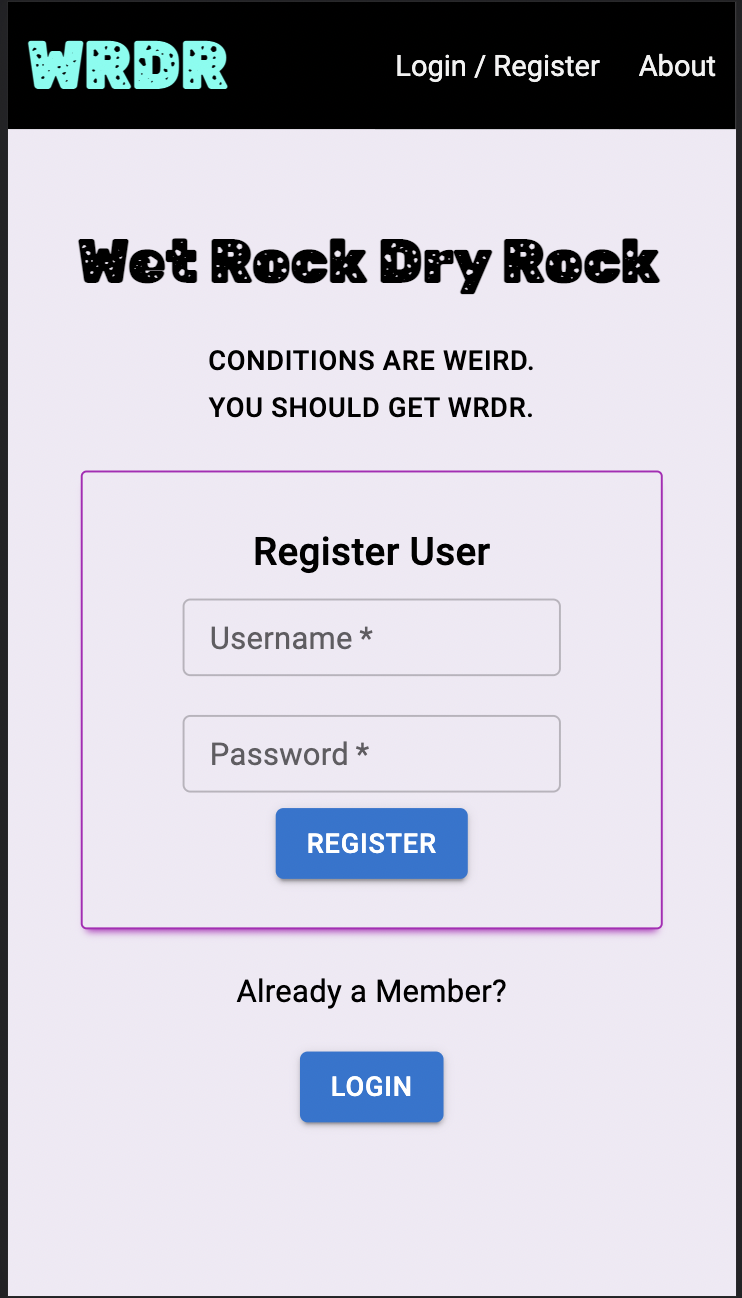 WRDR
Login / Register
About
Wet Rock Dry Rock
CONDITIONS ARE WEIRD.
YOU SHOULD GET WRDR.
Register User
Username *
Password *
REGISTER
Already a Member?
LOGIN